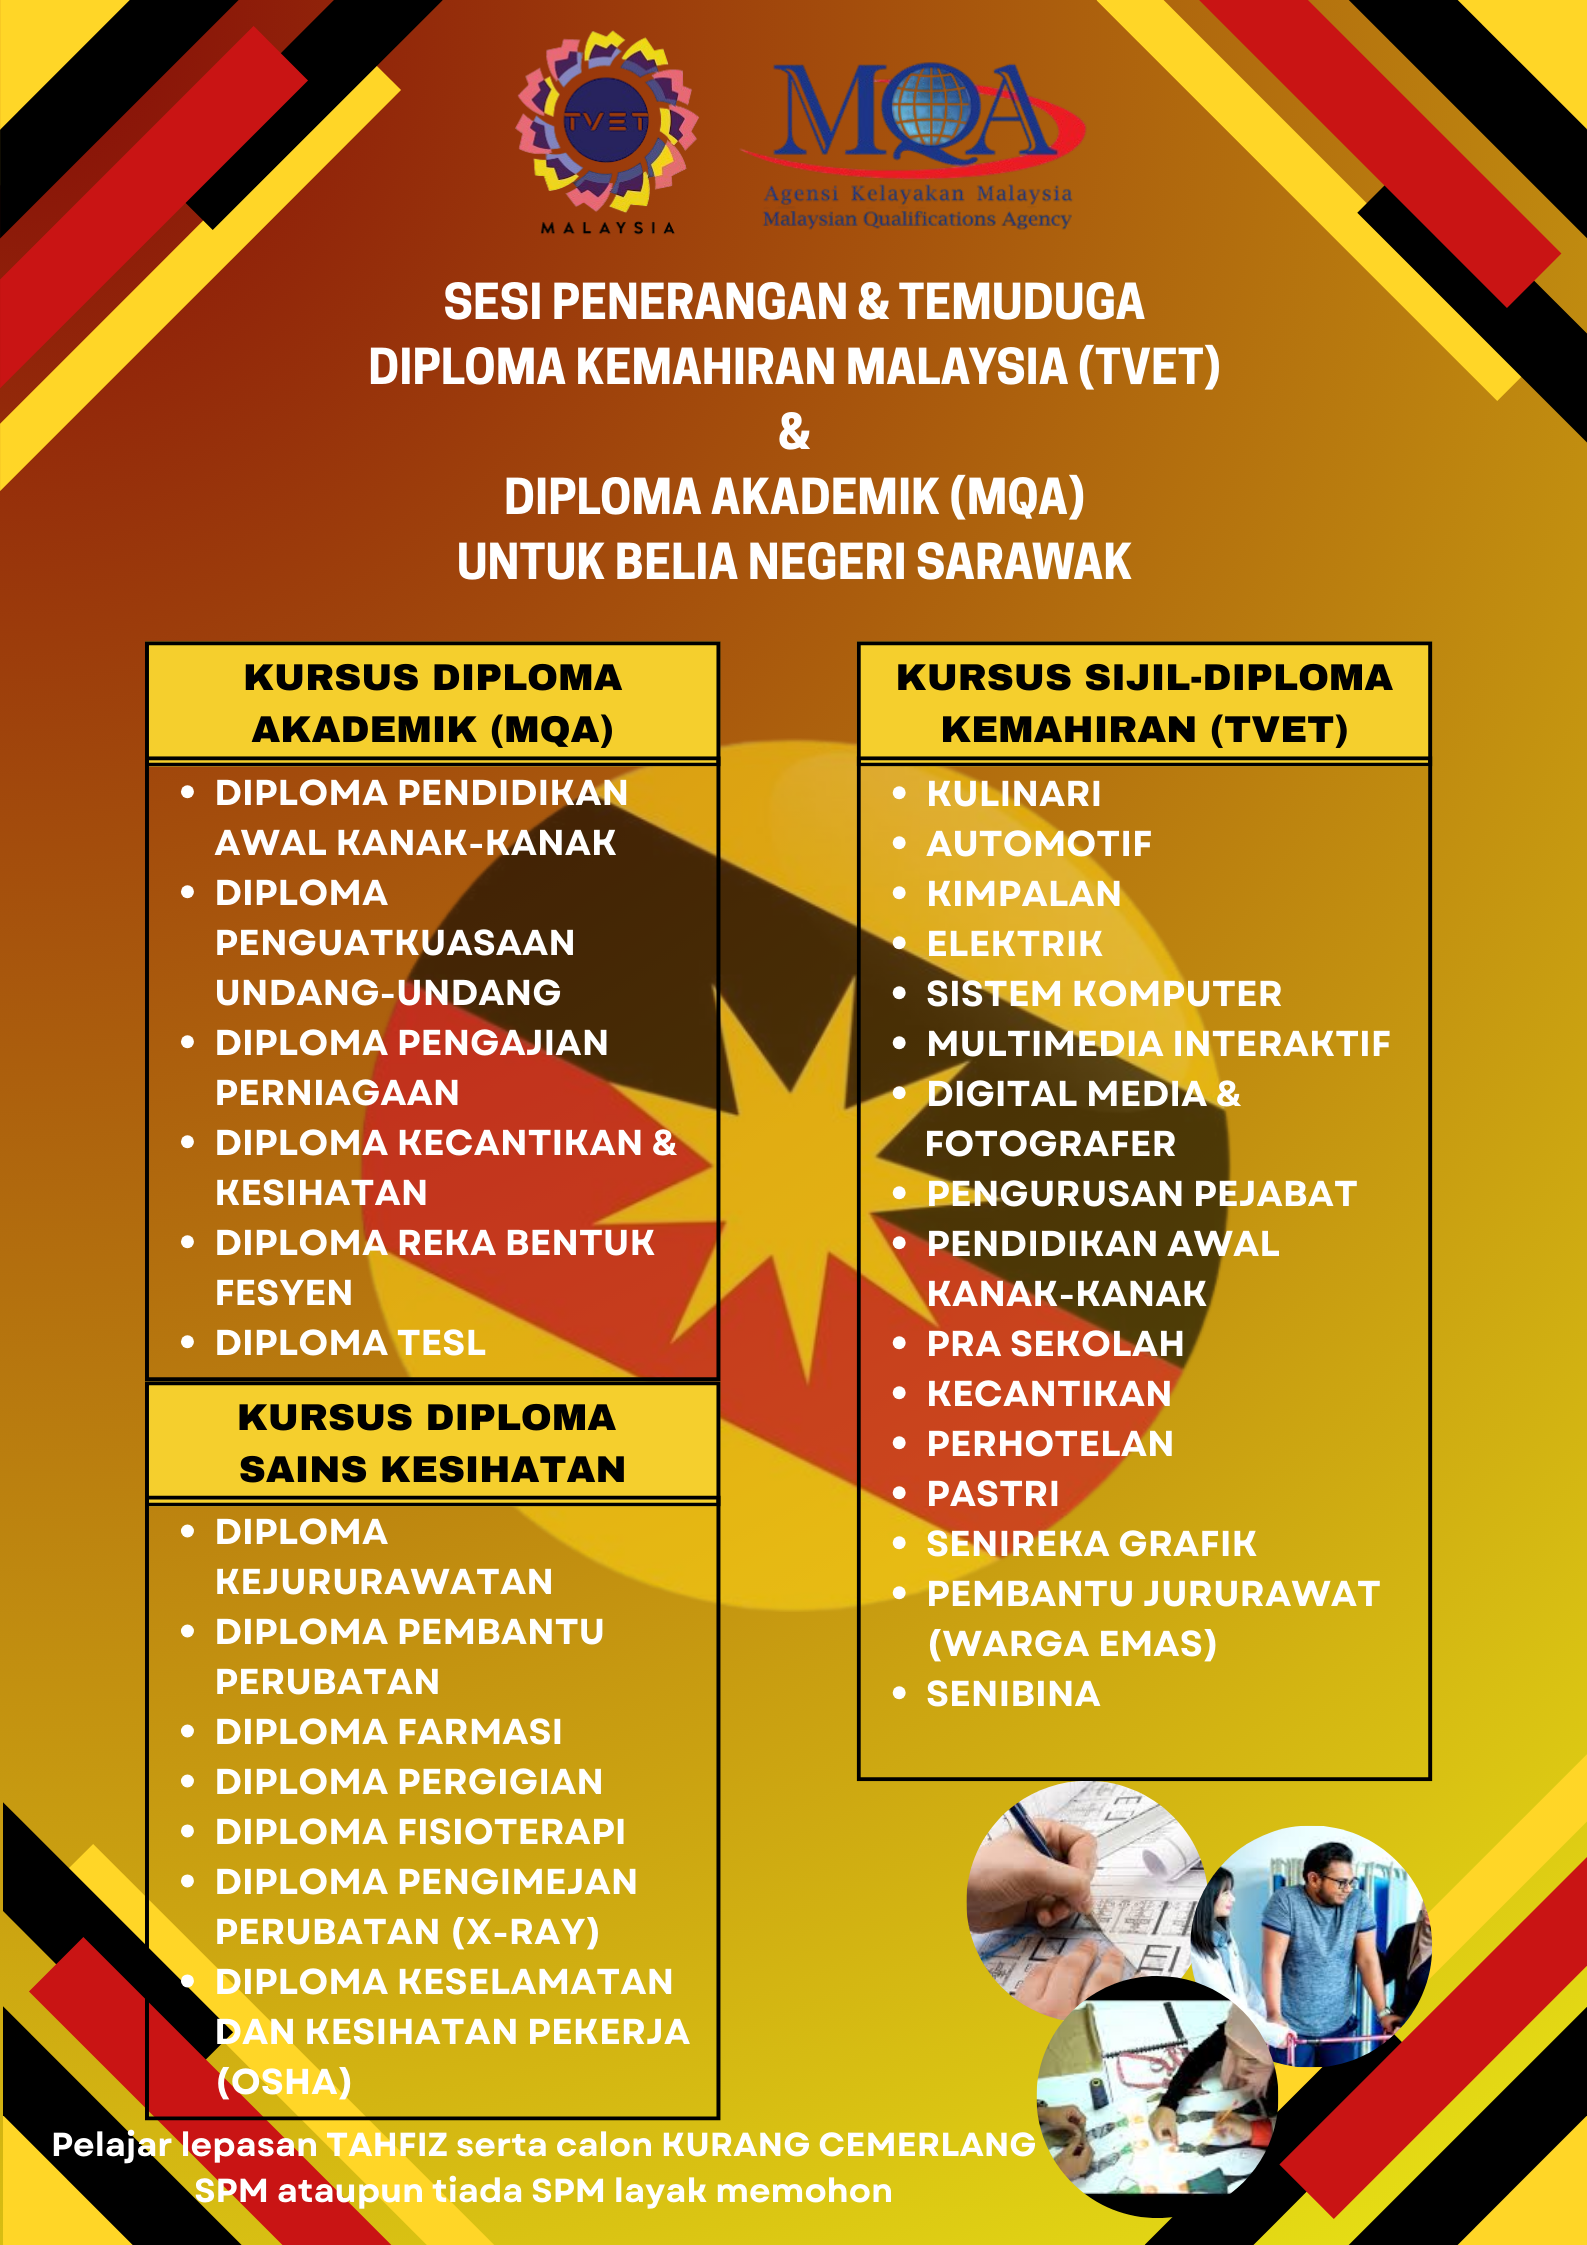 TVET
MALAYSIA
MQA
Agensi Kelayakan Malaysia
Malaysian Qualifications Agency
SESI PENERANGAN & TEMUDUGA
DIPLOMA KEMAHIRAN MALAYSIA (TVET)
&
DIPLOMA AKADEMIK (MQA)
UNTUK BELIA NEGERI SARAWAK
KURSUS DIPLOMA
AKADEMIK (MQA)
• DIPLOMA PENDIDIKAN
AWAL KANAK-KANAK
• DIPLOMA
PENGUATKUASAAN
UNDANG-UNDANG
• DIPLOMA PENGAJIAN
PERNIAGAAN
• DIPLOMA KECANTIKAN &
KESIHATAN
• DIPLOMA REKA BENTUK
FESYEN
• DIPLOMA TESL
KURSUS DIPLOMA
SAINS KESIHATAN
• DIPLOMA
KEJURURAWATAN
• DIPLOMA PEMBANTU
PERUBATAN
• DIPLOMA FARMASI
• DIPLOMA PERGIGIAN
• DIPLOMA FISIOTERAPI
• DIPLOMA PENGIMEJAN
PERUBATAN (X-RAY)
• DIPLOMA KESELAMATAN
DAN KESIHATAN PEKERJA
(OSHA)
KURSUS SIJIL-DIPLOMA
KEMAHIRAN (TVET)
• KULINARI
• AUTOMOTIF
• KIMPALAN
• ELEKTRIK
• SISTEM KOMPUTER
• MULTIMEDIA INTERAKTIF
• DIGITAL MEDIA &
FOTOGRAFER
• PENGURUSAN PEJABAT
• PENDIDIKAN AWAL
KANAK-KANAK
• PRA SEKOLAH
• KECANTIKAN
• PERHOTELAN
• PASTRI
• SENIREKA GRAFIK
• PEMBANTU JURURAWAT
(WARGA EMAS)
• SENIBINA
Pelajar lepasan TAHFIZ serta calon KURANG CEMERLANG
SPM ataupun tiada SPM layak memohon